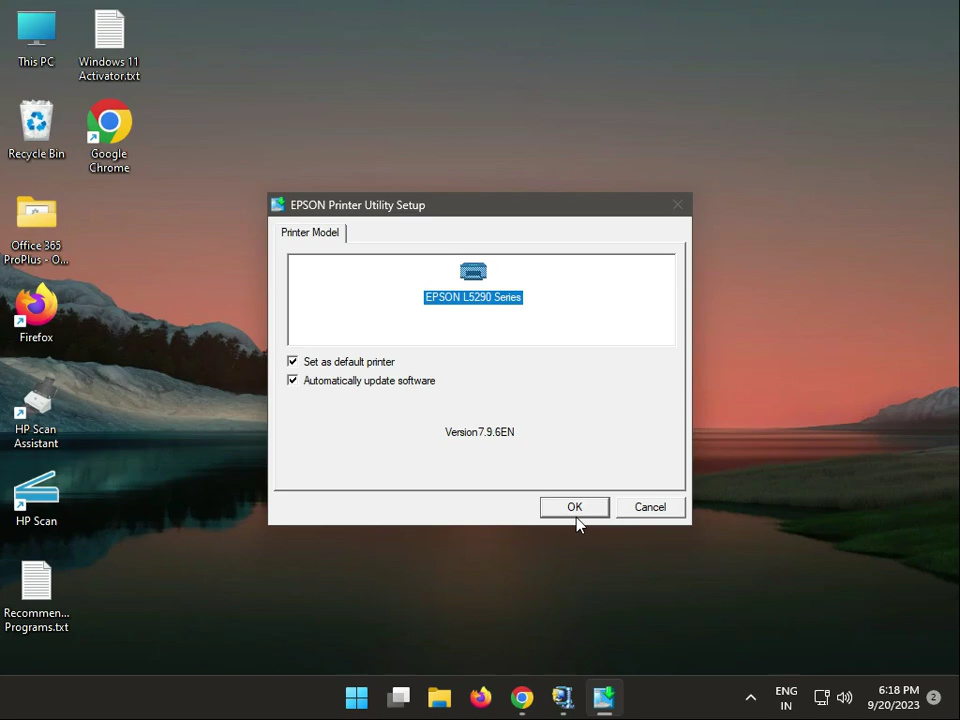 This PC
Windows 11
Activator.txt
Recycle Bin
Google
Chrome
Office 365
ProPlus - O...
Firefox
HP Scan
Assistant
HP Scan
Recommen...
Programs.txt
EPSON Printer Utility Setup
Printer Model
EPSON L5290 Series
Set as default printer
Automatically update software
Version7.9.6EN
OK
Cancel
ENG
IN
6:18 PM
9/20/2023
2